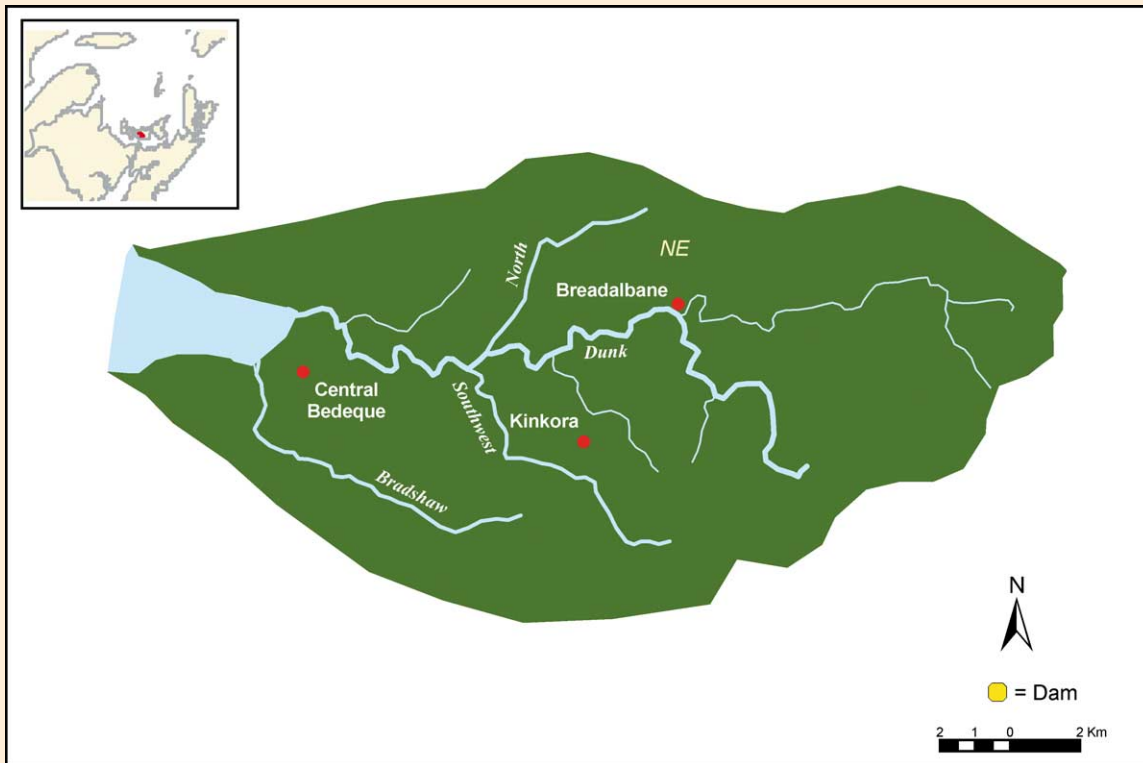 North
NE
Breadalbane
Dunk
Central
Bedeque
Southwest
Kinkora
Bradshaw
N
= Dam
2 1 0 2 Km